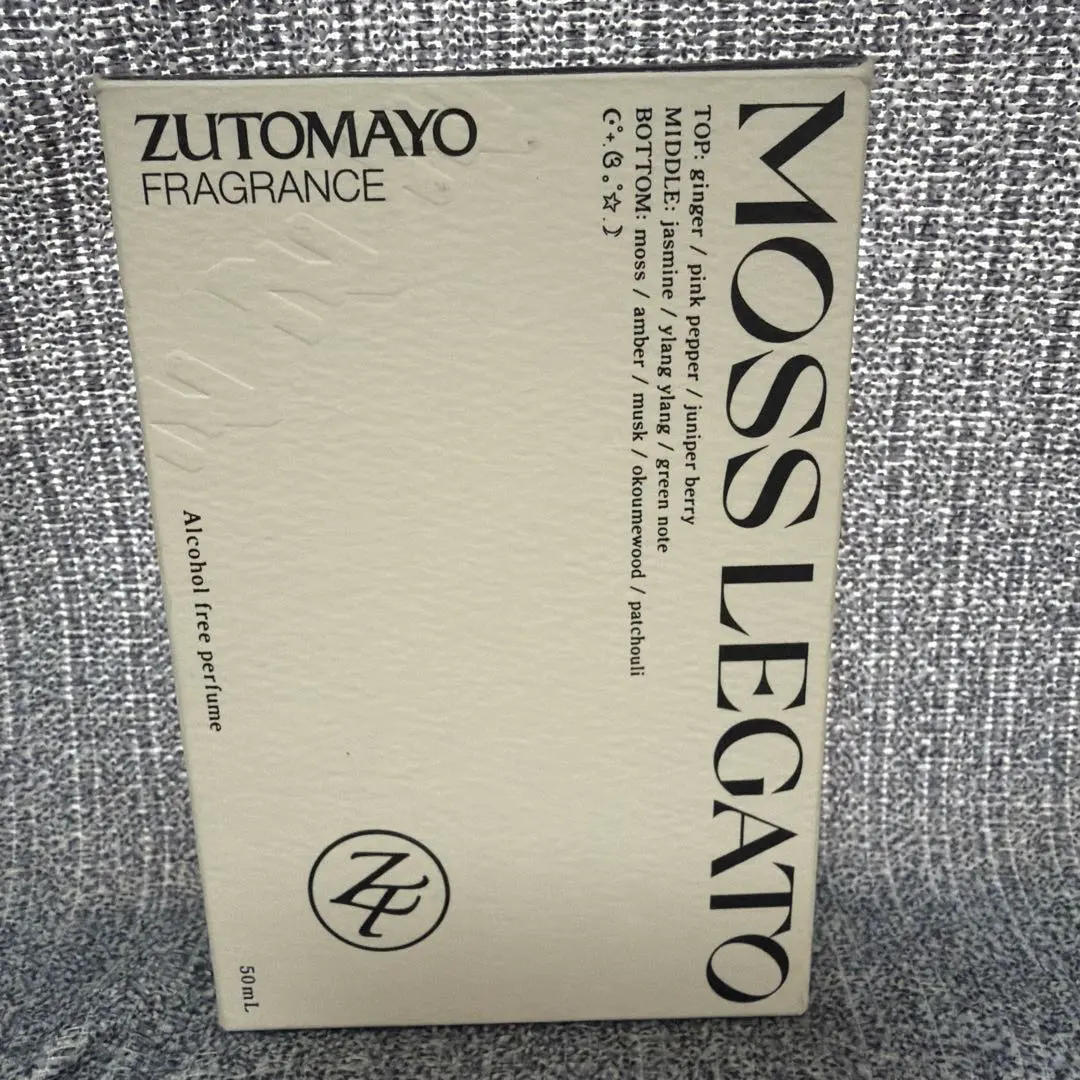 ZUTOMAYO
FRAGRANCE
MOSS LEGATO
TOP: ginger / pink pepper / juniper berry
MIDDLE: jasmine / ylang ylang / green note
BOTTOM: moss / amber / musk / okoumewood / patchouli
Alcohol free perfume
50mL